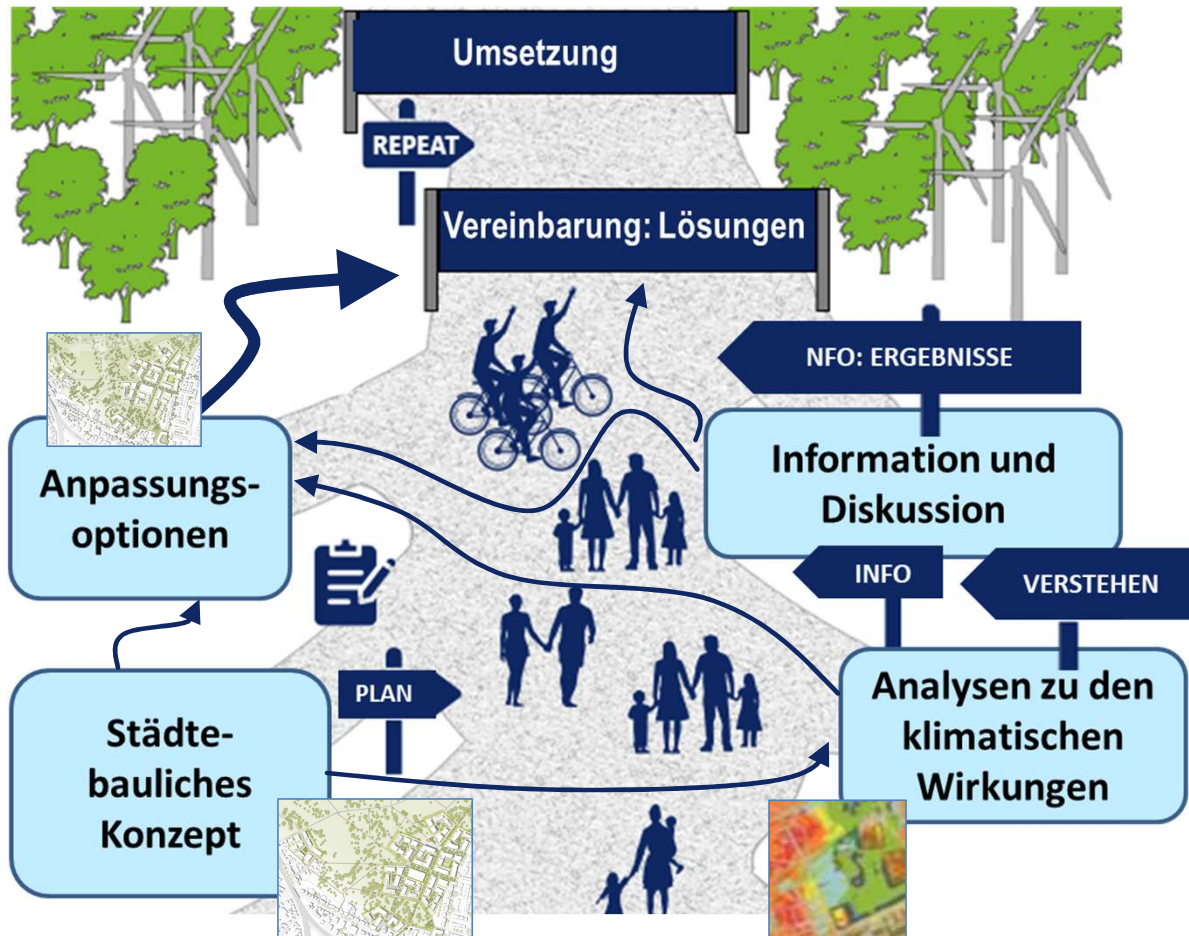 Umsetzung
REPEAT
Vereinbarung: Lösungen
NFO: ERGEBNISSE
Information und
Diskussion
Anpassungs-
optionen
INFO
VERSTEHEN
Analysen zu den
klimatischen
Wirkungen
PLAN
Städte-
bauliches
Konzept